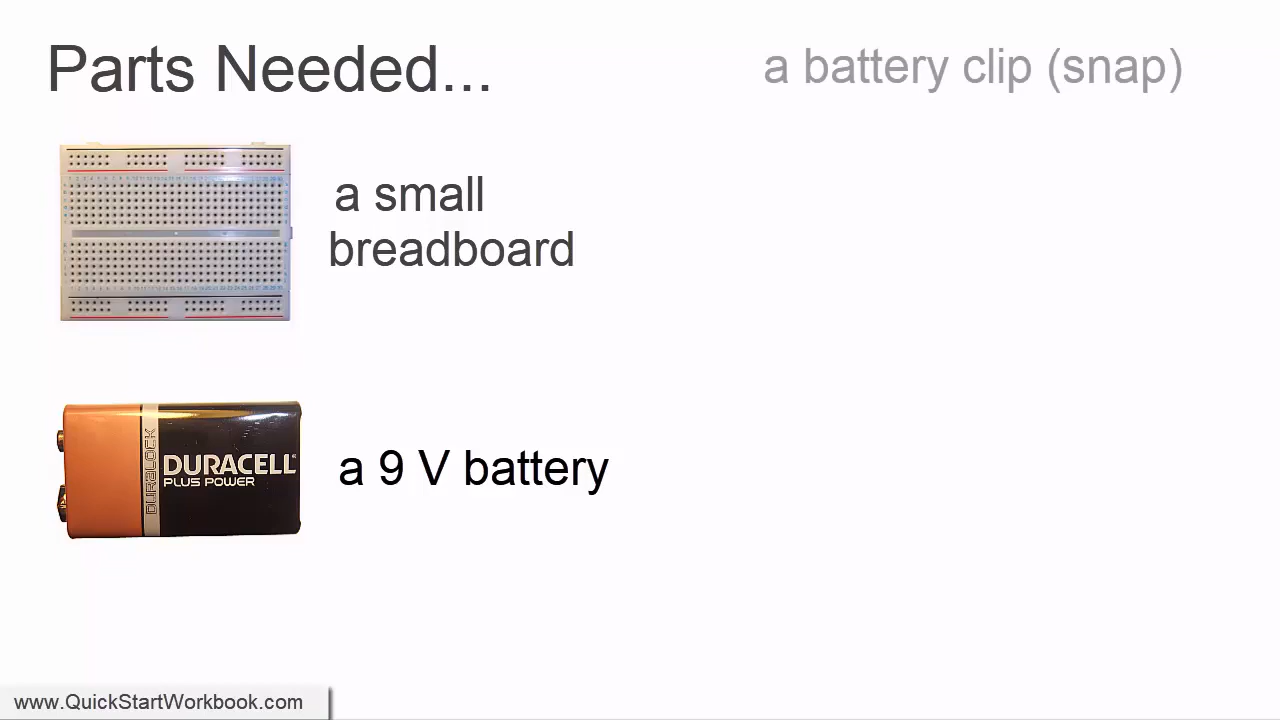 Parts Needed...
a battery clip (snap)
a small
breadboard
DURALOCK
DURACELL
PLUS POWER
a 9 V battery
www.QuickStartWorkbook.com